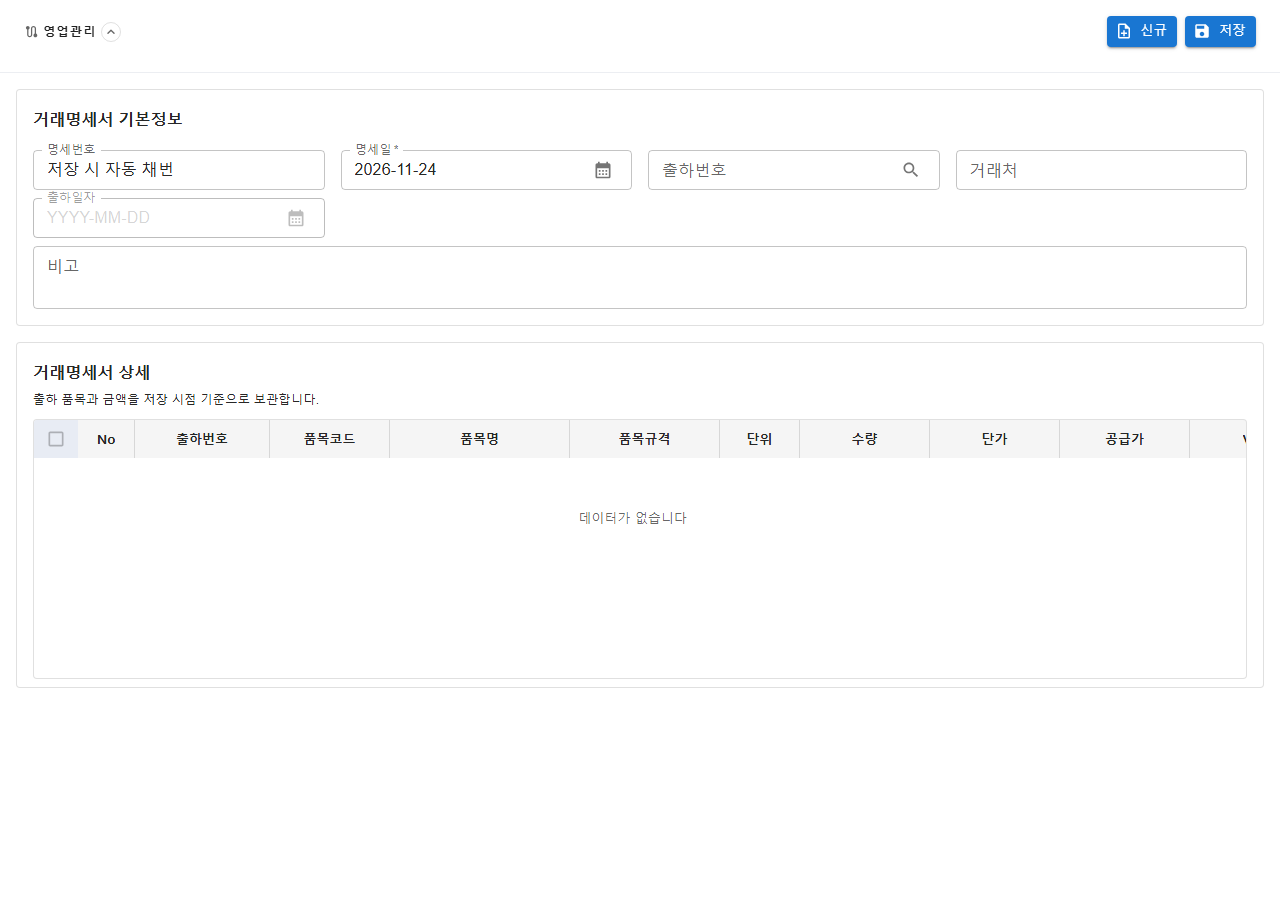 영업관리
신규
저장
거래명세서 기본정보
명세번호
저장 시 자동 채번
명세일 *
2026-11-24
출하번호
거래처
출하일자
YYYY-MM-DD
비고
거래명세서 상세
출하 품목과 금액을 저장 시점 기준으로 보관합니다.
No 출하번호 품목코드 품목명 품목규격 단위 수량 단가 공급가
데이터가 없습니다